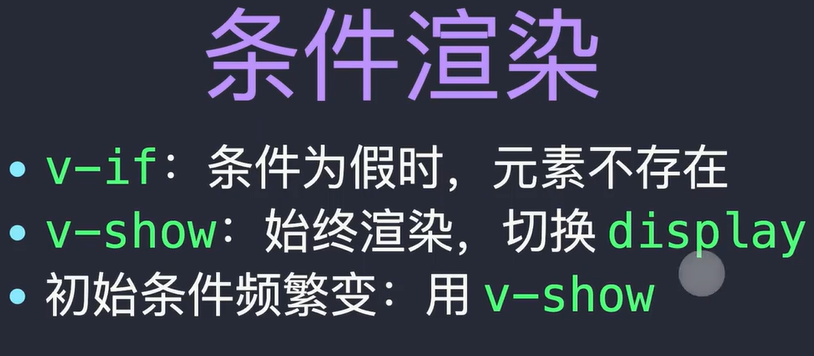 条件渲染
• v-if：条件为假时，元素不存在
• v-show：始终渲染，切换 display
• 初始条件频繁变：用 v-show